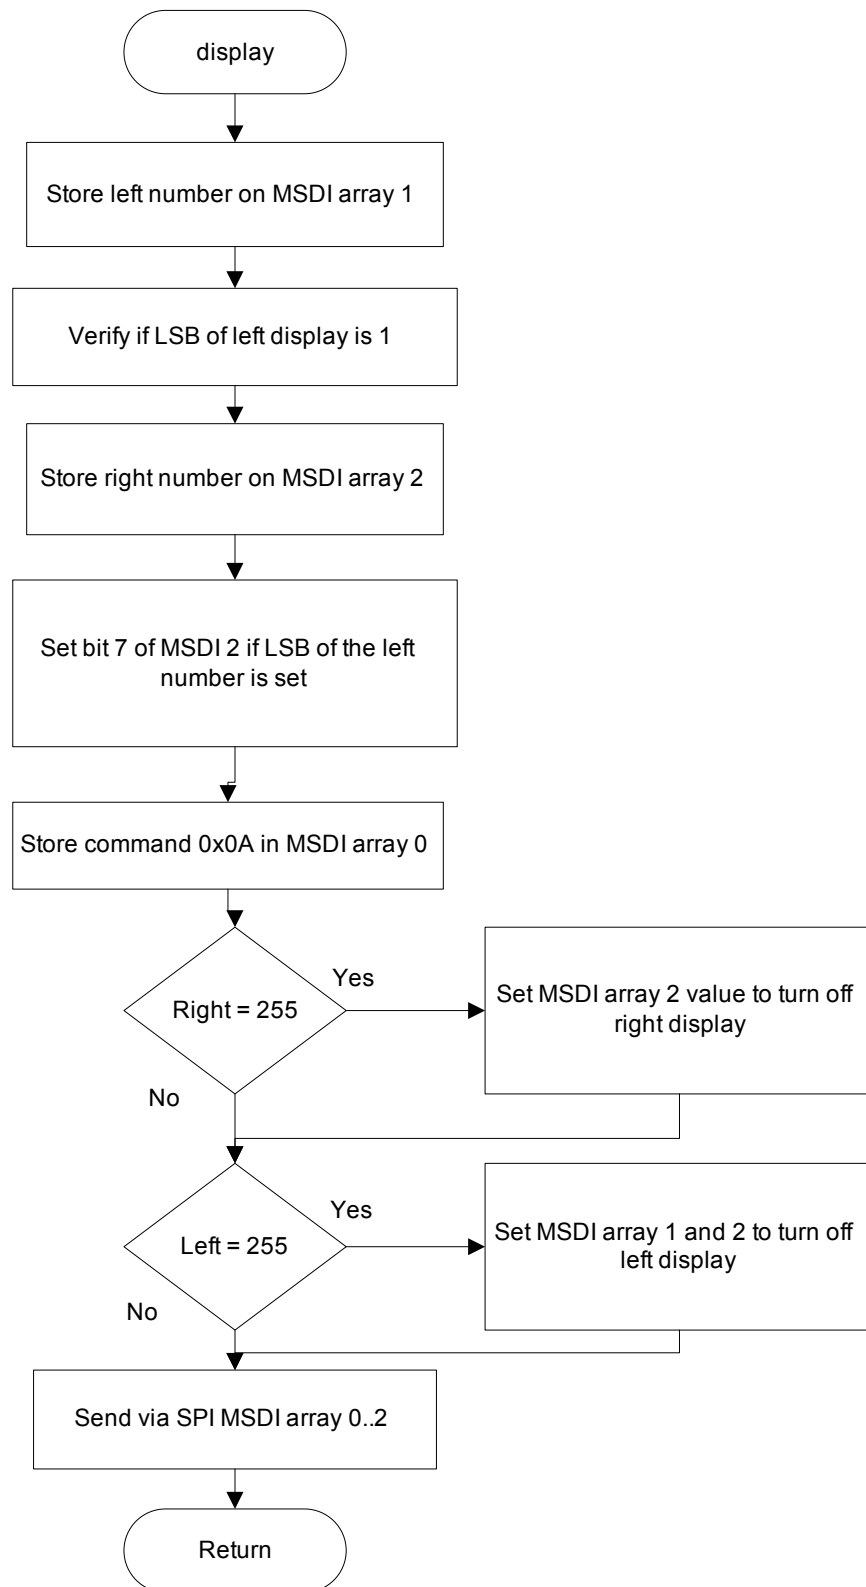 display
Store left number on MSDI array 1
Verify if LSB of left display is 1
Store right number on MSDI array 2
Set bit 7 of MSDI 2 if LSB of the left
number is set
Store command 0x0A in MSDI array 0
Right = 255
Yes
Set MSDI array 2 value to turn off
right display
No
Left = 255
Yes
Set MSDI array 1 and 2 to turn off
left display
No
Send via SPI MSDI array 0..2
Return